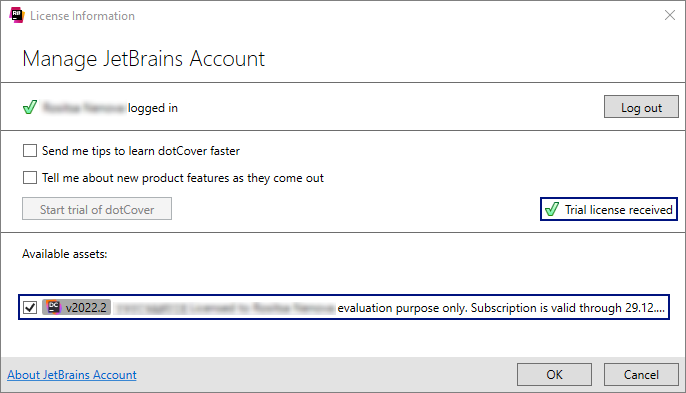 License Information
Manage JetBrains Account
logged in
Log out
Send me tips to learn dotCover faster
Tell me about new product features as they come out
Start trial of dotCover
Trial license received
Available assets:
DC v2022.2 evaluation purpose only. Subscription is valid through 29.12....
About JetBrains Account
OK
Cancel